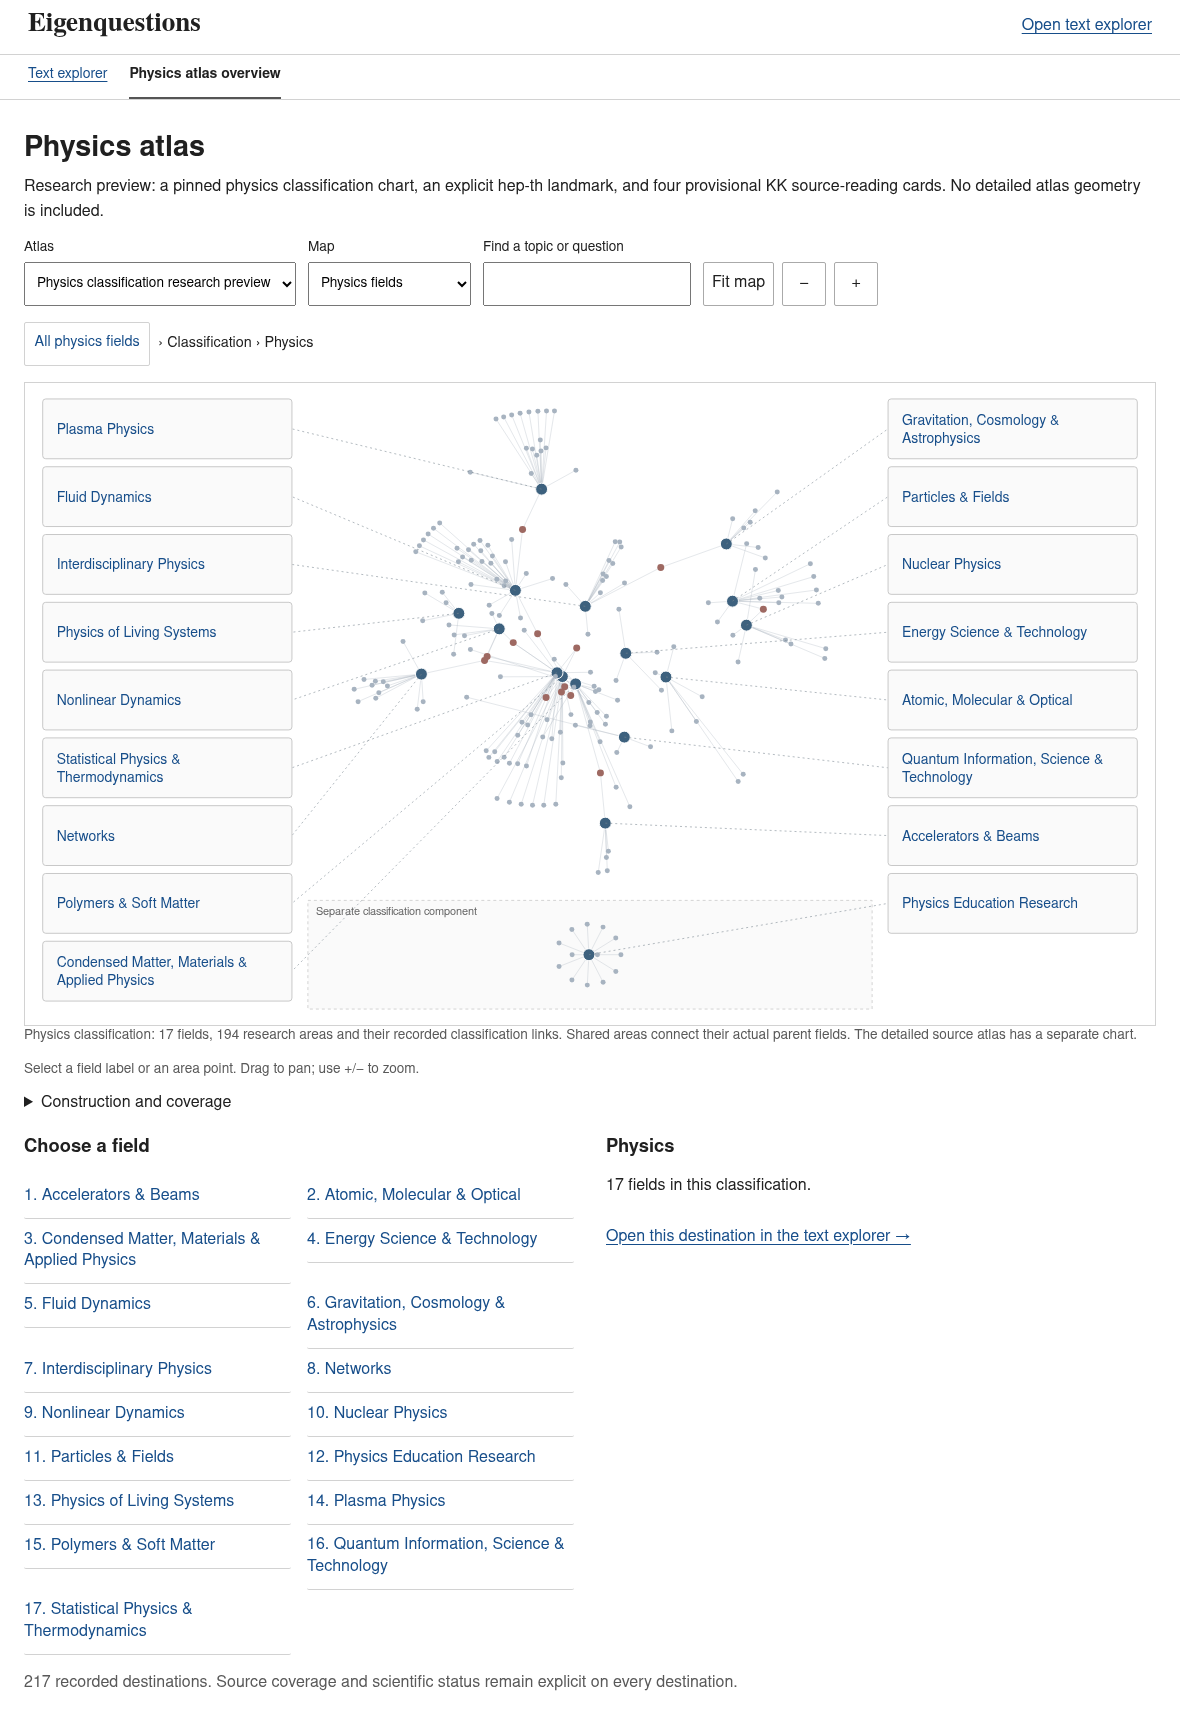 Eigenquestions
Open text explorer
Text explorer
Physics atlas overview
Physics atlas
Research preview: a pinned physics classification chart, an explicit hep-th landmark, and four provisional KK source-reading cards. No detailed atlas geometry
is included.
Atlas
Map
Find a topic or question
Physics classification research preview
Physics fields
Fit map
–
+
All physics fields
› Classification › Physics
Plasma Physics
Fluid Dynamics
Interdisciplinary Physics
Physics of Living Systems
Nonlinear Dynamics
Statistical Physics &
Thermodynamics
Networks
Polymers & Soft Matter
Condensed Matter, Materials &
Applied Physics
Separate classification component
Gravitation, Cosmology &
Astrophysics
Particles & Fields
Nuclear Physics
Energy Science & Technology
Atomic, Molecular & Optical
Quantum Information, Science &
Technology
Accelerators & Beams
Physics Education Research
Physics classification: 17 fields, 194 research areas and their recorded classification links. Shared areas connect their actual parent fields. The detailed source atlas has a separate chart.
Select a field label or an area point. Drag to pan; use +/– to zoom.
Construction and coverage
Choose a field
1. Accelerators & Beams
2. Atomic, Molecular & Optical
3. Condensed Matter, Materials &
Applied Physics
4. Energy Science & Technology
5. Fluid Dynamics
6. Gravitation, Cosmology &
Astrophysics
7. Interdisciplinary Physics
8. Networks
9. Nonlinear Dynamics
10. Nuclear Physics
11. Particles & Fields
12. Physics Education Research
13. Physics of Living Systems
14. Plasma Physics
15. Polymers & Soft Matter
16. Quantum Information, Science &
Technology
17. Statistical Physics &
Thermodynamics
Physics
17 fields in this classification.
Open this destination in the text explorer →
217 recorded destinations. Source coverage and scientific status remain explicit on every destination.